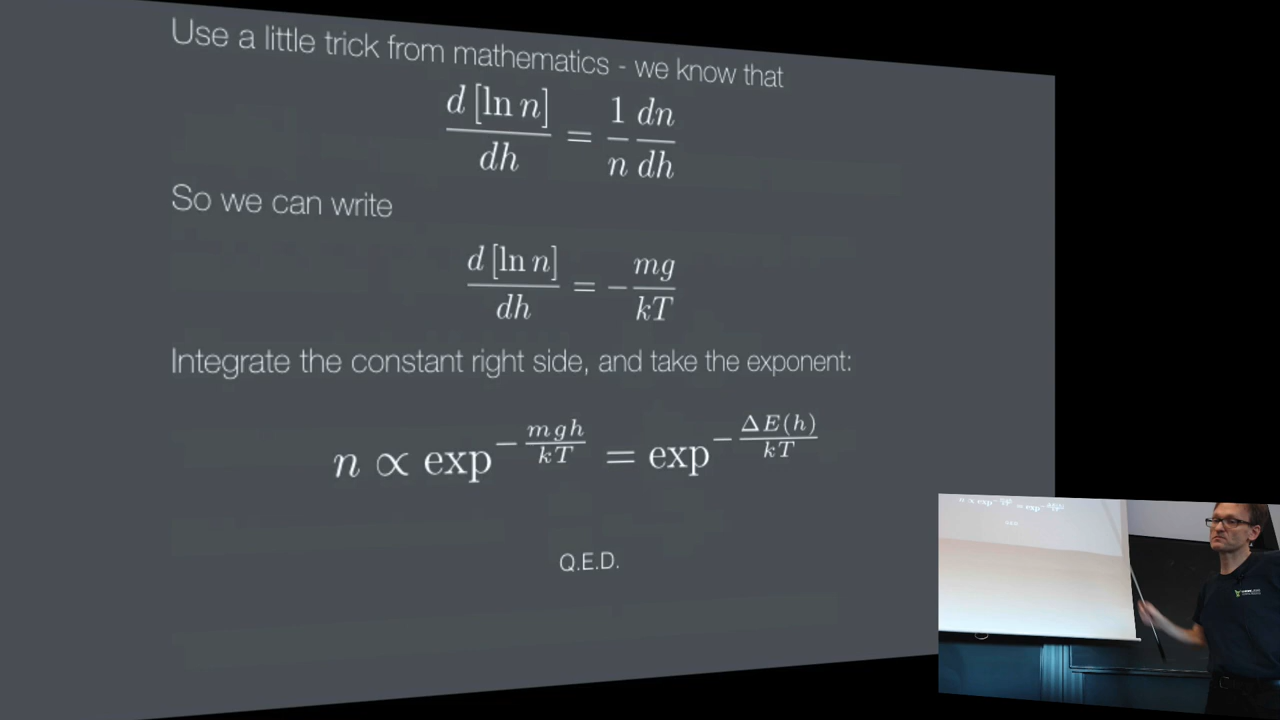 Use a little trick from mathematics - we know that
d [ln n] / dh = 1/n dn/dh
So we can write
d [ln n] / dh = - mg / kT
Integrate the constant right side, and take the exponent:
n ∝ exp^{- mgh / kT} = exp^{- ΔE(h) / kT}
Q.E.D.